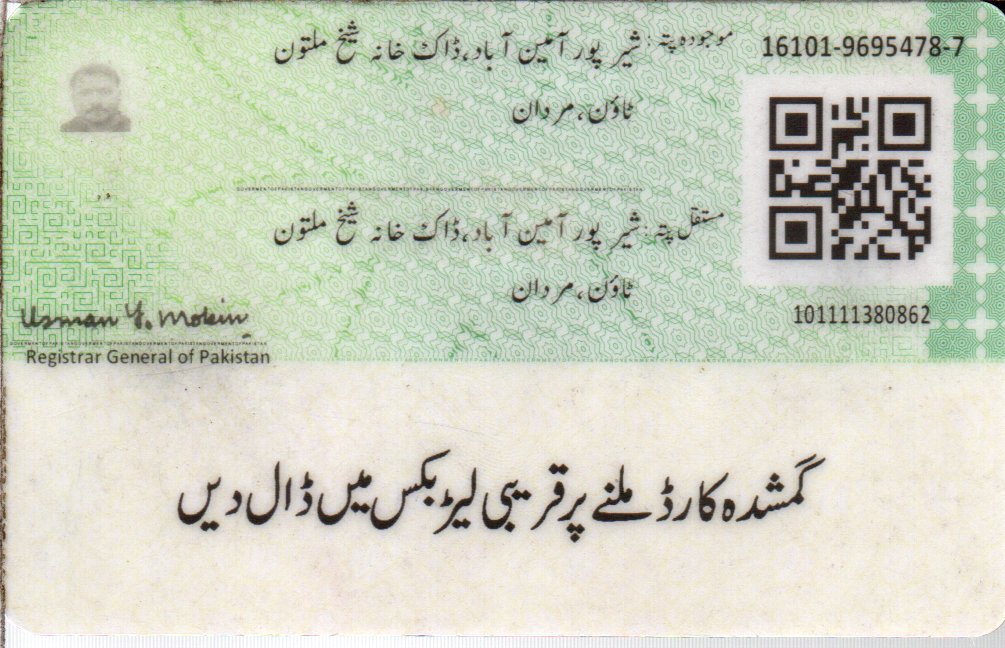 16101-9695478-7
موجودہ پتہ: شیر پور آمین آباد، ڈاک خانہ شیخ ملتون
ٹاؤن، مردان
مستقل پتہ: شیر پور آمین آباد، ڈاک خانہ شیخ ملتون
ٹاؤن، مردان
101111380862
Usman Y. Mobin
Registrar General of Pakistan
گمشدہ کارڈ ملنے پر قریبی لیٹر بکس میں ڈال دیں